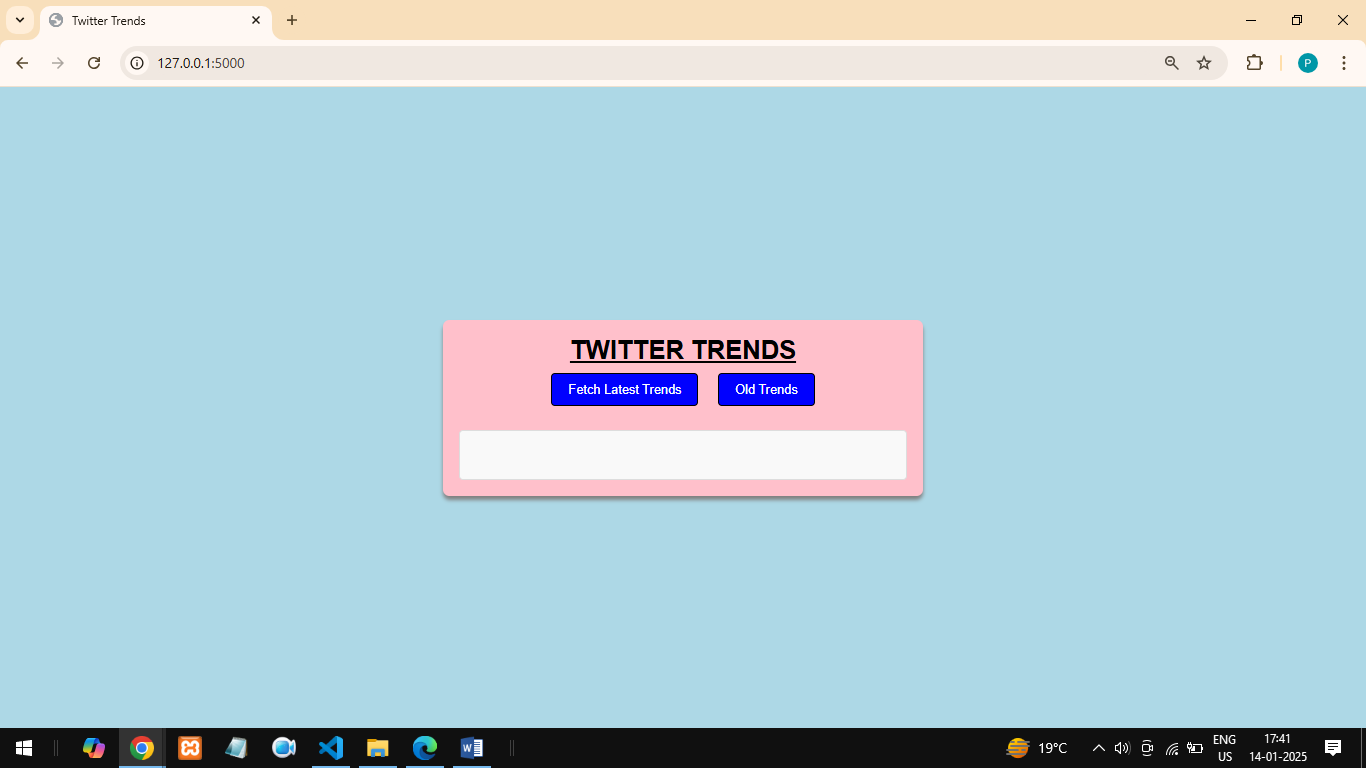 Twitter Trends
127.0.0.1:5000
P
TWITTER TRENDS
Fetch Latest Trends
Old Trends
19°C
ENG
US
17:41
14-01-2025